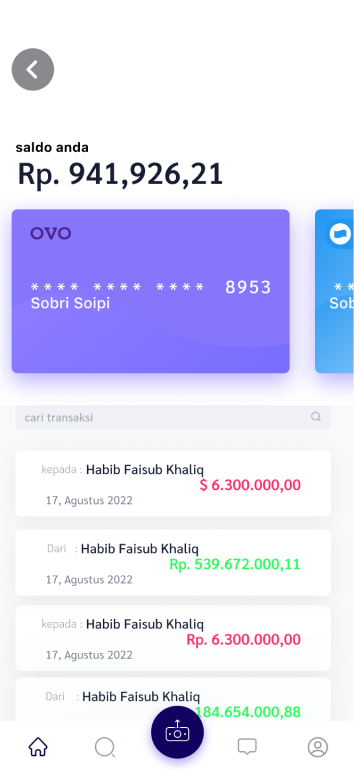 saldo anda
Rp. 941,926,21
OVO
**** **** **** 8953
Sobri Soipi
**
Sob
cari transaksi
kepada : Habib Faisub Khaliq
$ 6.300.000,00
17, Agustus 2022
Dari : Habib Faisub Khaliq
Rp. 539.672.000,11
17, Agustus 2022
kepada : Habib Faisub Khaliq
Rp. 6.300.000,00
17, Agustus 2022
Dari : Habib Faisub Khaliq
184.654.000,88